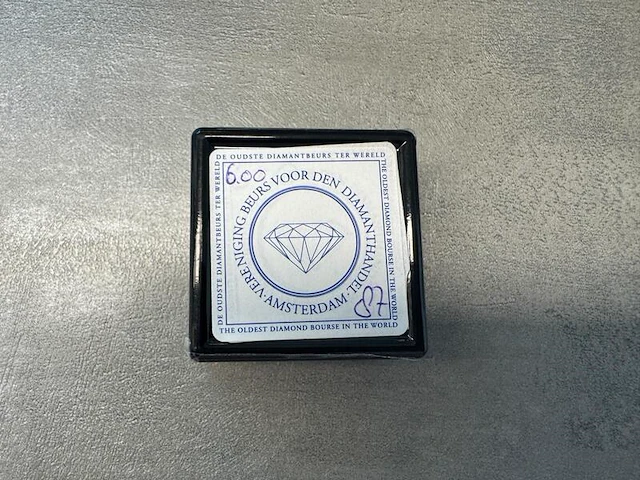 DE OUDSTE DIAMANTBEURS TER WERELD
6.00
VERENIGING BEURS VOOR DEN DIAMANTHANDEL
· AMSTERDAM ·
87
DE OUDSTE DIAMANTBEURS TER WERELD
THE OLDEST DIAMOND BOURSE IN THE WORLD
THE OLDEST DIAMOND BOURSE IN THE WORLD